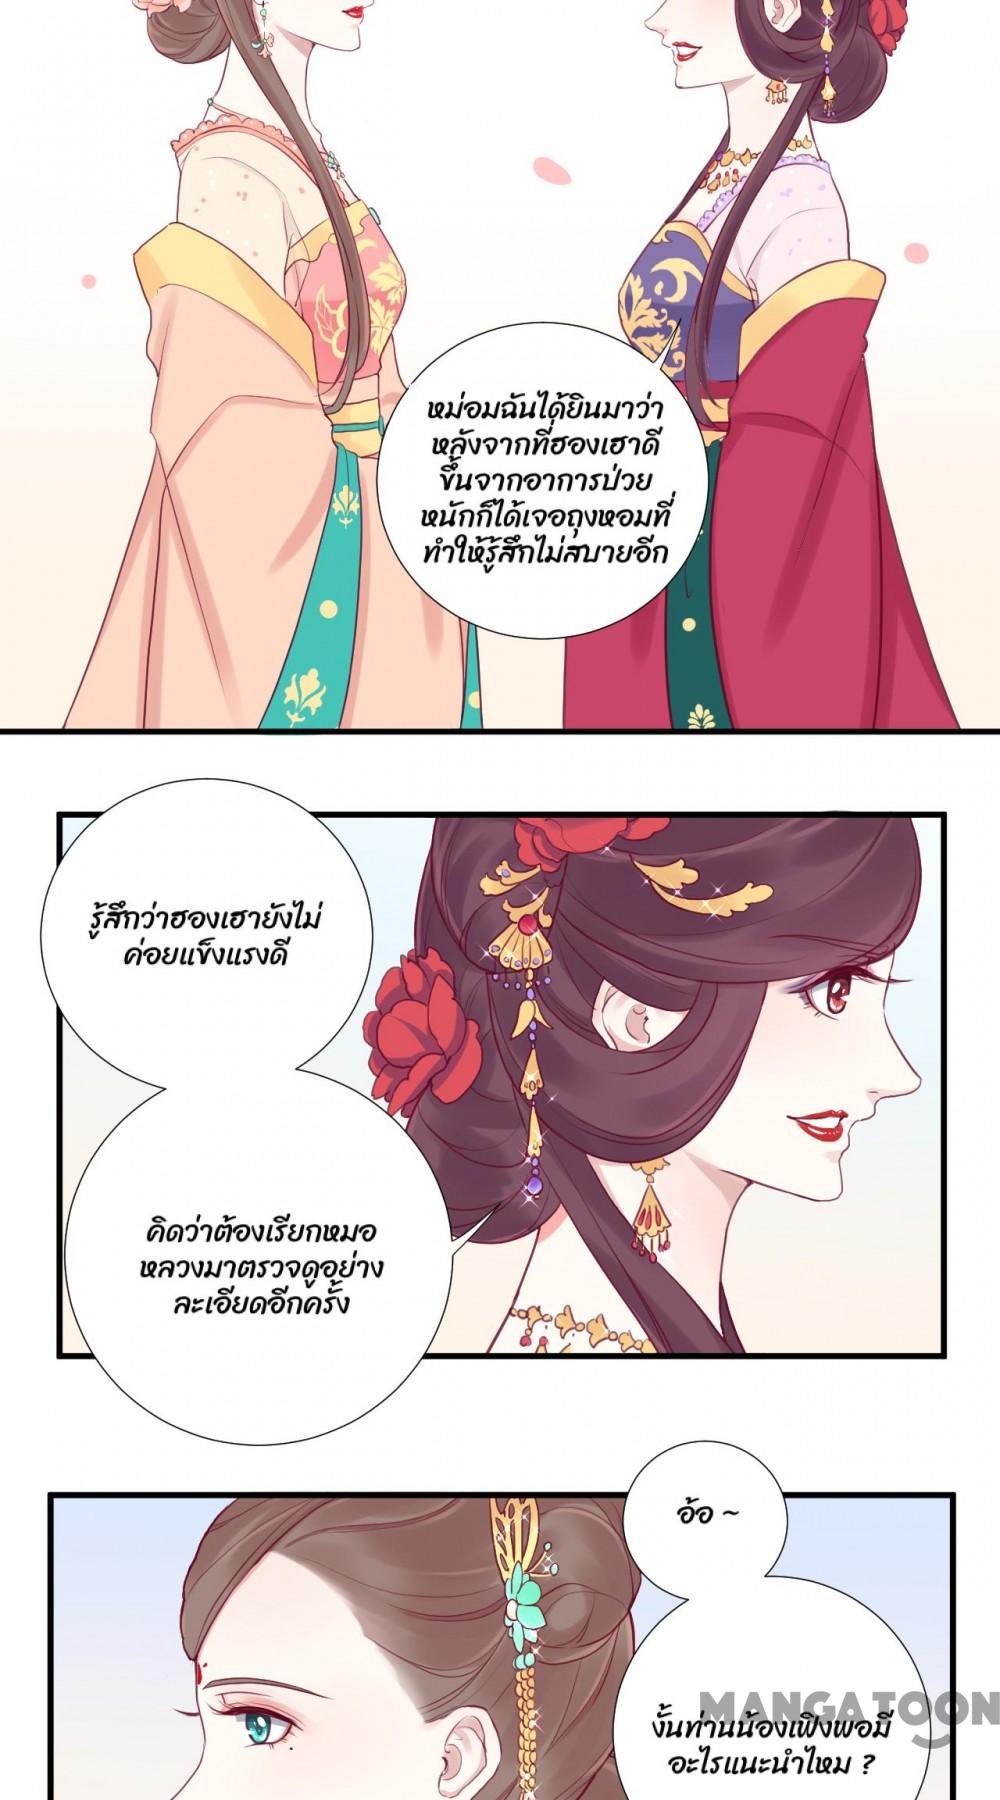 หม่อมฉันได้ยินมาว่า
หลังจากที่ฮองเฮาดี
ขึ้นจากอาการป่วย
หนักก็ได้เจอถุงหอมที่
ทำให้รู้สึกไม่สบายอีก
รู้สึกว่าฮองเฮายังไม่
ค่อยแข็งแรงดี
คิดว่าต้องเรียกหมอ
หลวงมาตรวจดูอย่าง
ละเอียดอีกครั้ง
อ้อ ~
MANGATOON
งั้นท่านน้องเฟิงพอมี
อะไรแนะนำไหม ?